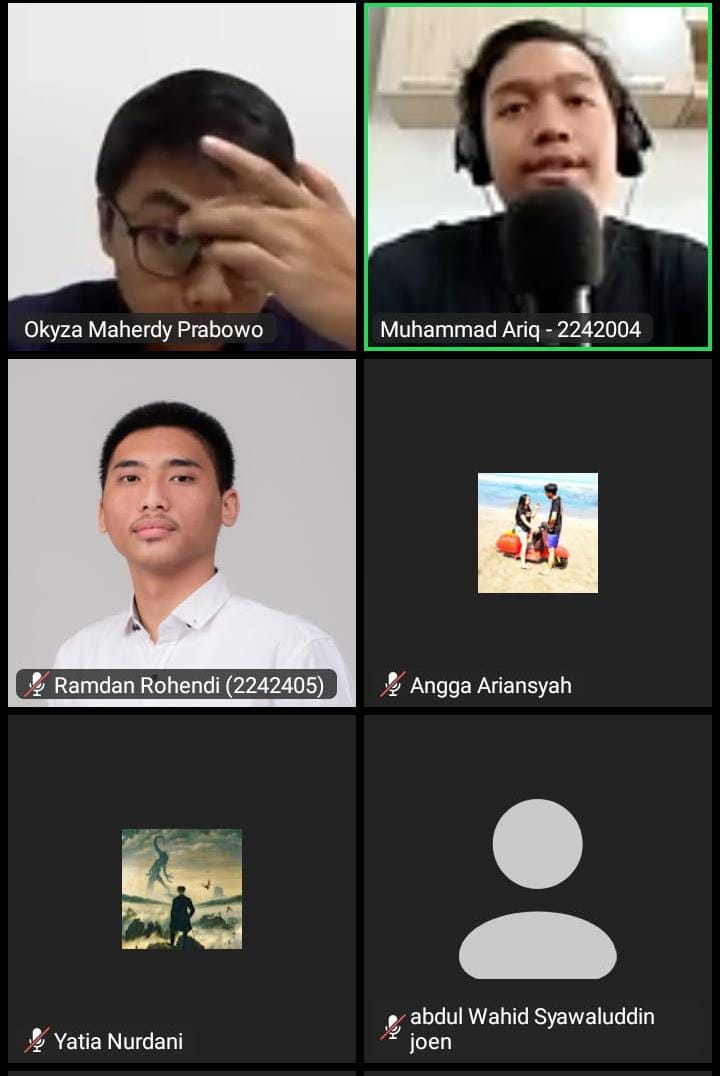 Okyza Maherdy Prabowo
Muhammad Ariq - 2242004
Ramdan Rohendi (2242405)
Angga Ariansyah
Yatia Nurdani
abdul Wahid Syawaluddin
joen